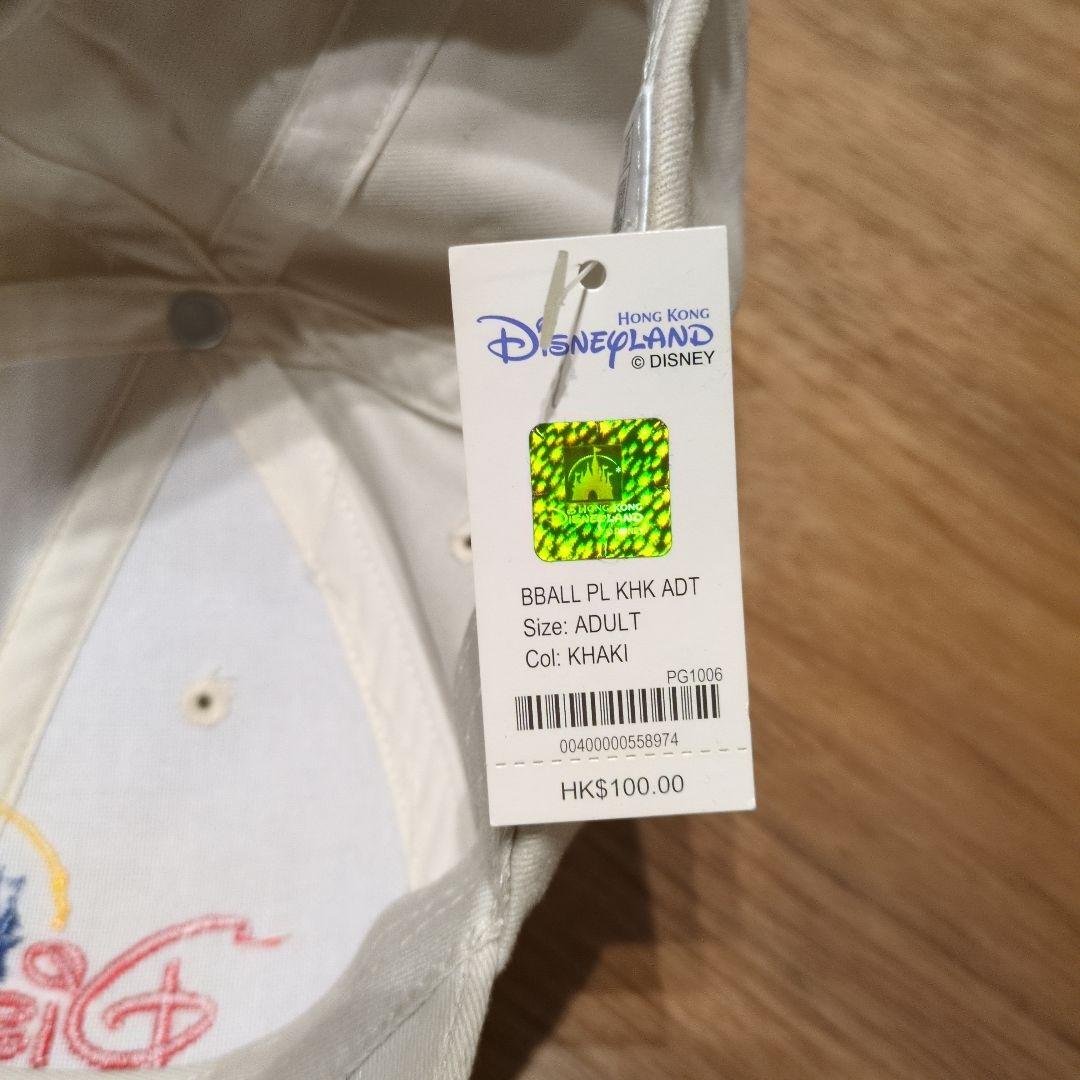 HONG KONG
DISNEYLAND
© DISNEY
HONG KONG
DISNEYLAND
© DISNEY
BBALL PL KHK ADT
Size: ADULT
Col: KHAKI
PG1006
00400000558974
HK$100.00